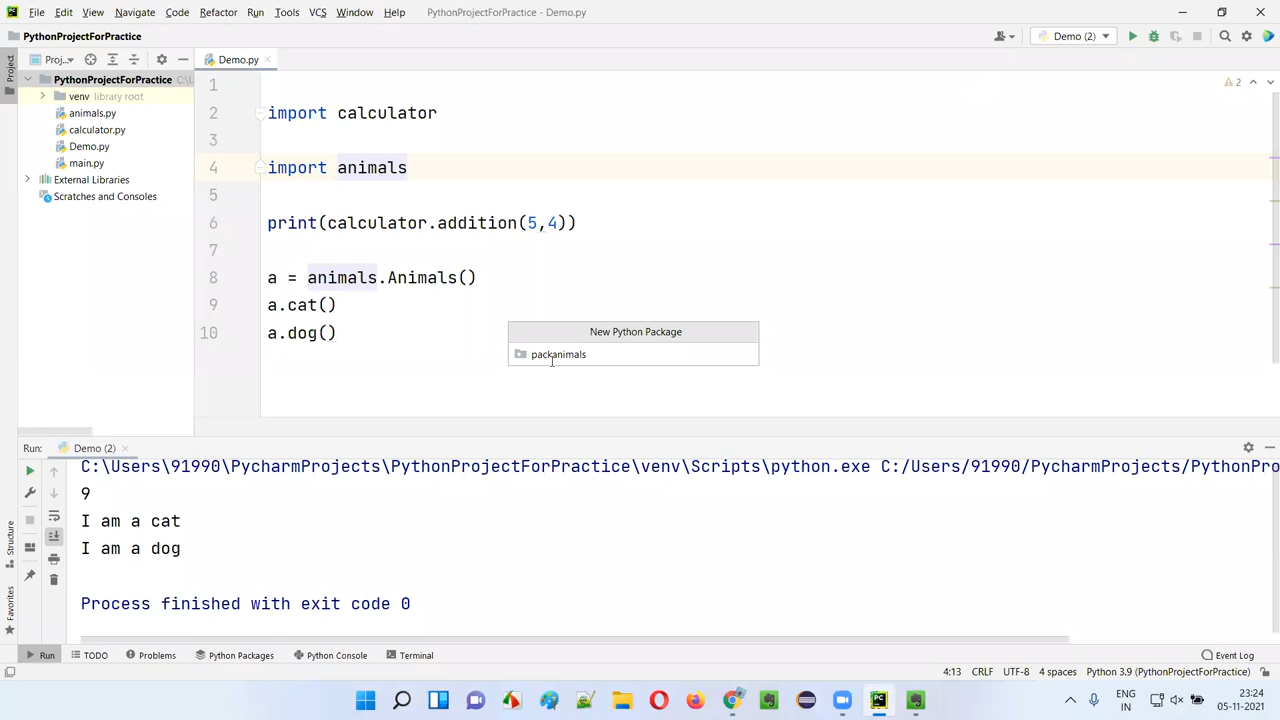 File Edit View Navigate Code Refactor Run Tools VCS Window Help PythonProjectForPractice - Demo.py
PythonProjectForPractice
Demo (2)
Project
Proj...
Demo.py
PythonProjectForPractice C:\U
venv library root
animals.py
calculator.py
Demo.py
main.py
External Libraries
Scratches and Consoles
2
1
2 import calculator
3
4 import animals
5
6 print(calculator.addition(5,4))
7
8 a = animals.Animals()
9 a.cat()
10 a.dog()
New Python Package
packanimals
Run: Demo (2)
C:\Users\91990\PycharmProjects\PythonProjectForPractice\venv\Scripts\python.exe C:/Users/91990/PycharmProjects/PythonPro
9
I am a cat
I am a dog
Process finished with exit code 0
Structure
Favorites
Run TODO Problems Python Packages Python Console Terminal Event Log
4:13 CRLF UTF-8 4 spaces Python 3.9 (PythonProjectForPractice)
ENG
IN
23:24
05-11-2021